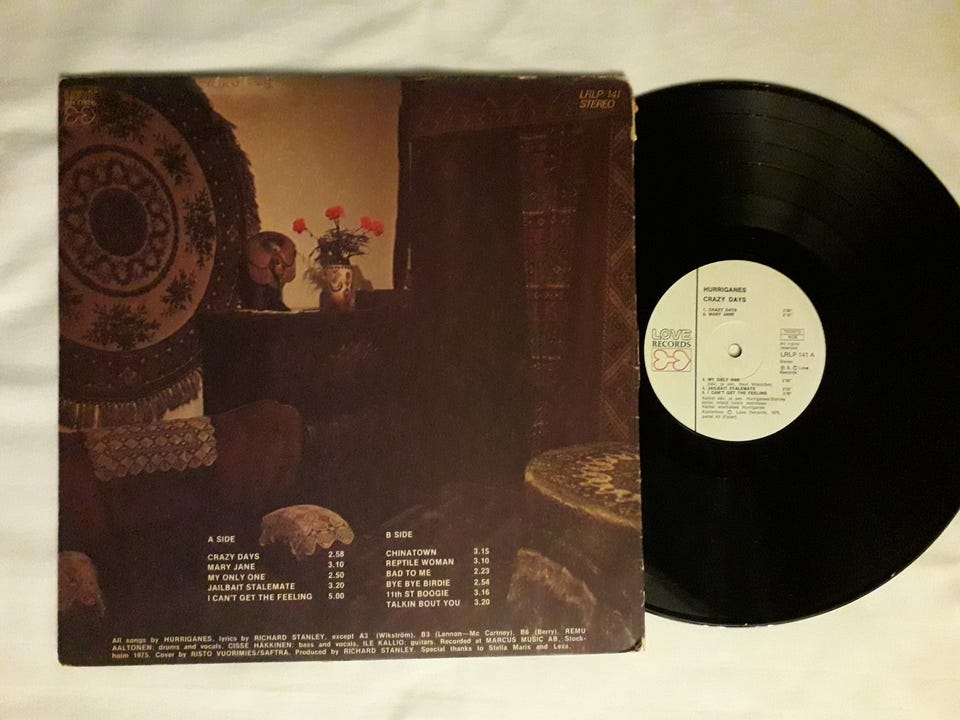 RECORDS
LRLP 141
STEREO
A SIDE
CRAZY DAYS 2.58
MARY JANE 3.10
MY ONLY ONE 2.50
JAILBAIT STALEMATE 3.20
I CAN'T GET THE FEELING 5.00
B SIDE
CHINATOWN 3.15
REPTILE WOMAN 3.10
BAD TO ME 2.23
BYE BYE BIRDIE 2.54
11th ST BOOGIE 3.16
TALKIN BOUT YOU 3.20
All songs by HURRIGANES, lyrics by RICHARD STANLEY, except A3 (Wikström), B3 (Lennon—Mc Cartney), B6 (Berry). REMU
AALTONEN: drums and vocals, CISSE HÄKKINEN: bass and vocals, ILE KALLIO: guitars. Recorded at MARCUS MUSIC AB, Stock-
holm 1975. Cover by RISTO VUORIMIES/SAFTRA. Produced by RICHARD STANLEY. Special thanks to Stella Maris and Lexa.
HURRIGANES
CRAZY DAYS
1. CRAZY DAYS
2. MARY JANE
LOVE
RECORDS
LRLP 141 A
Stereo
℗ & © Love
Records
3. MY ONLY ONE
4. JAILBAIT STALEMATE
5. I CAN'T GET THE FEELING